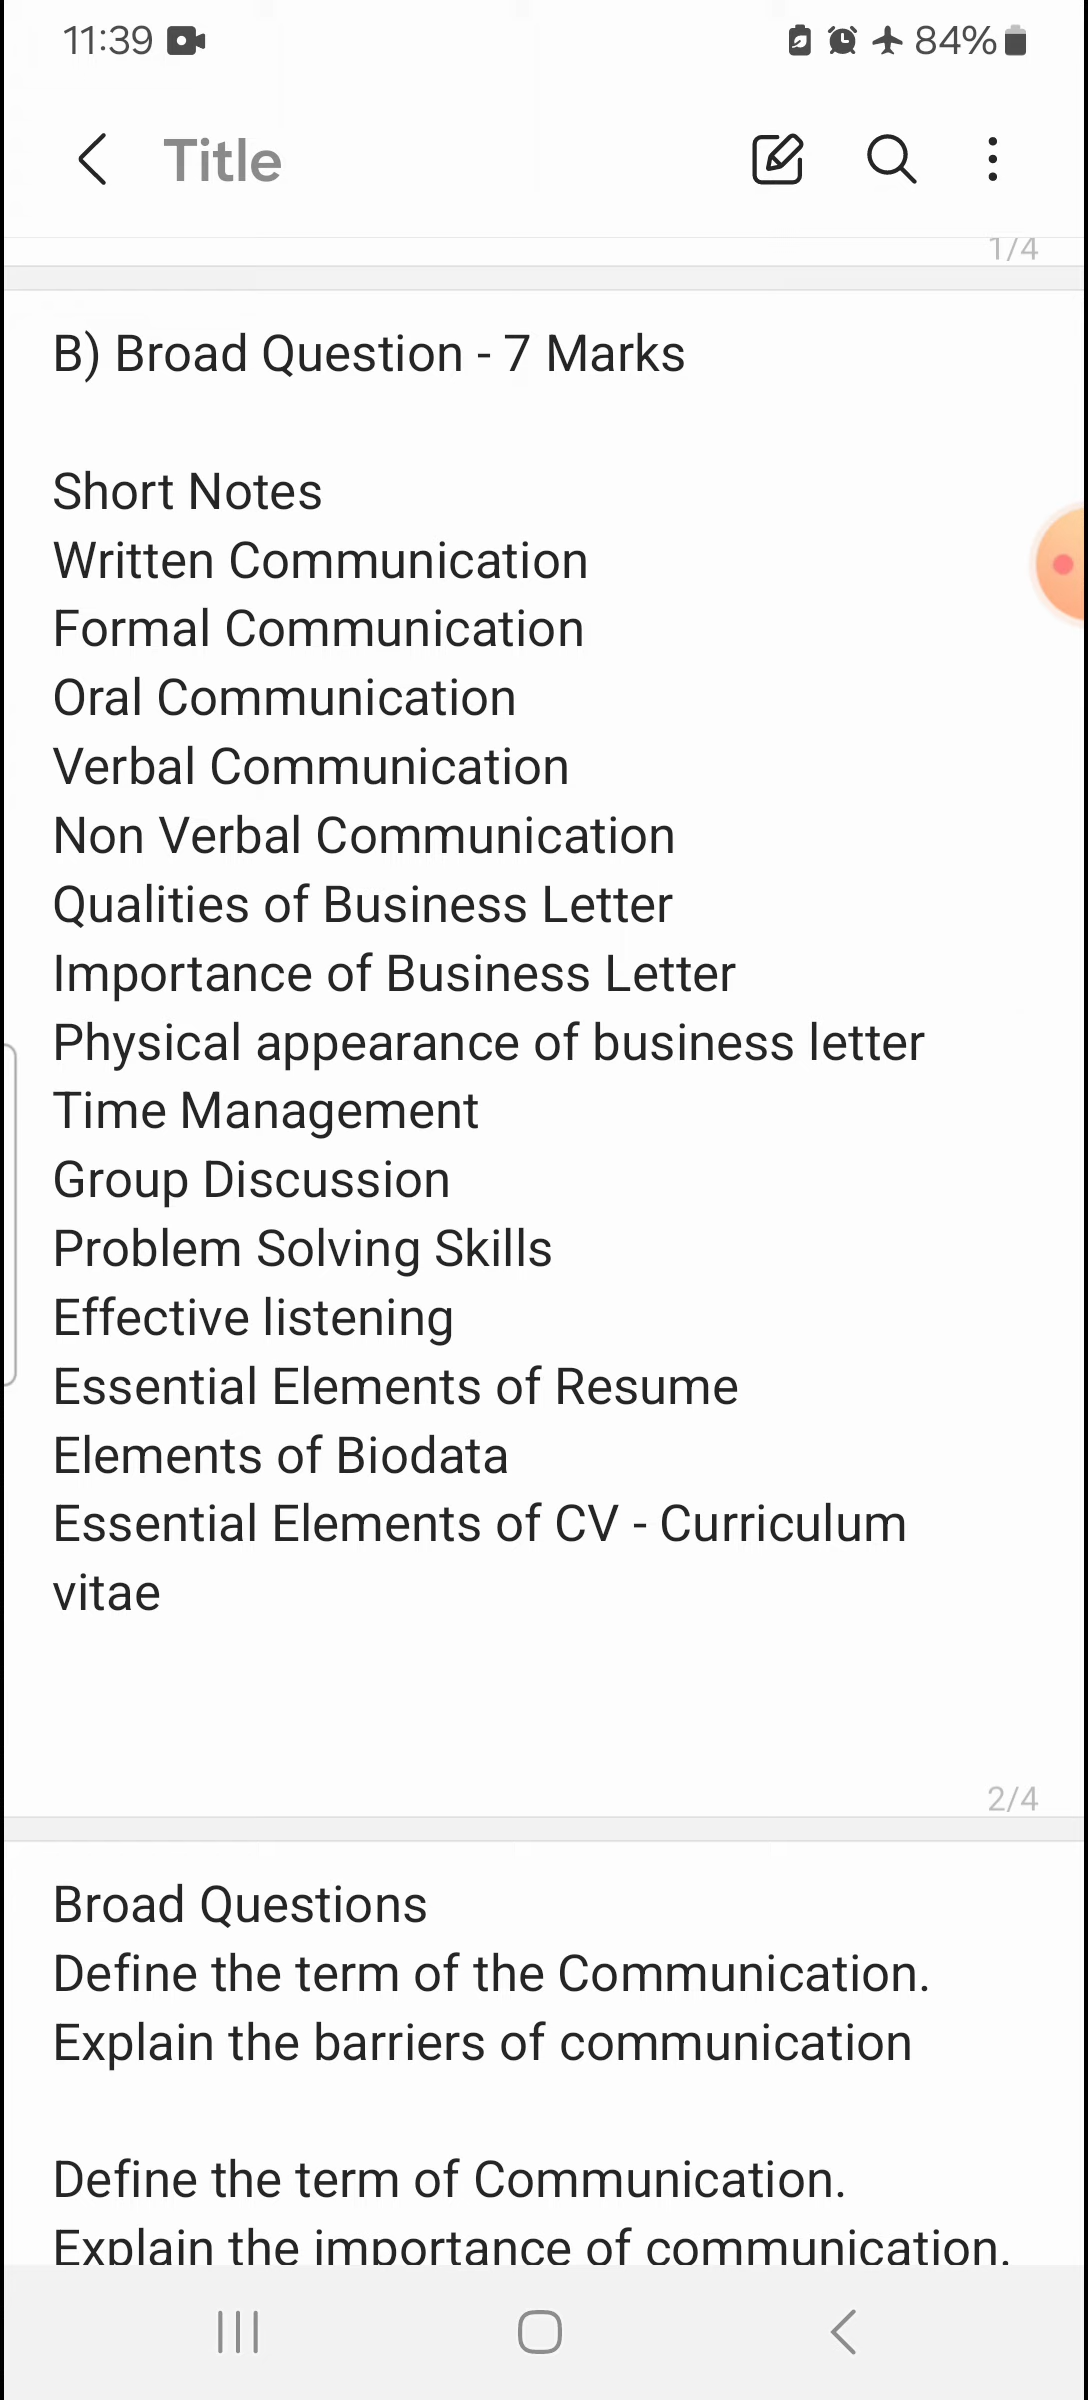 11:39 84%
Title
1/4
B) Broad Question - 7 Marks
Short Notes
Written Communication
Formal Communication
Oral Communication
Verbal Communication
Non Verbal Communication
Qualities of Business Letter
Importance of Business Letter
Physical appearance of business letter
Time Management
Group Discussion
Problem Solving Skills
Effective listening
Essential Elements of Resume
Elements of Biodata
Essential Elements of CV - Curriculum
vitae
2/4
Broad Questions
Define the term of the Communication.
Explain the barriers of communication
Define the term of Communication.
Explain the importance of communication.